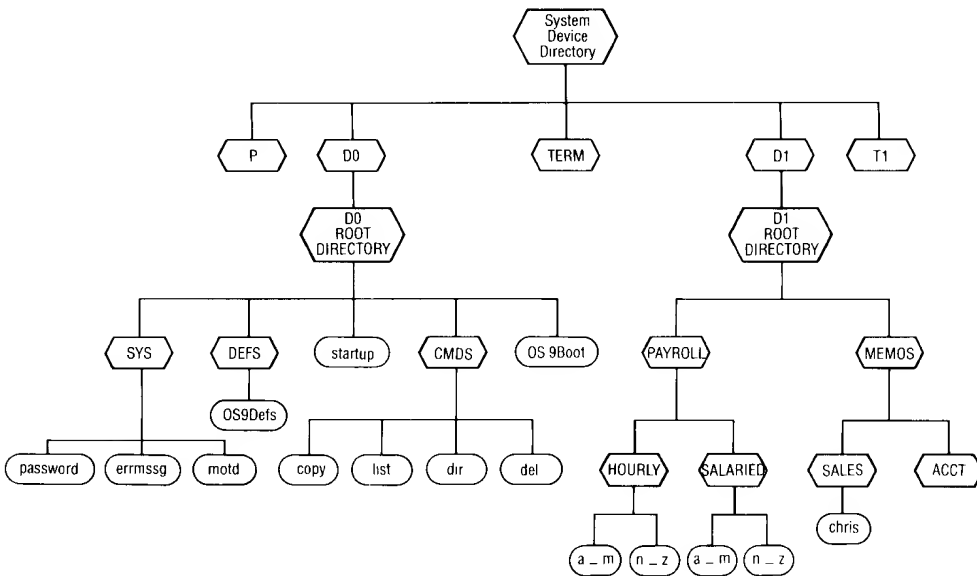 System
Device
Directory
P
D0
TERM
D1
T1
D0
ROOT
DIRECTORY
D1
ROOT
DIRECTORY
SYS
DEFS
startup
CMDS
OS 9Boot
PAYROLL
MEMOS
OS9Defs
password
errmssg
motd
copy
list
dir
del
HOURLY
SALARIED
SALES
ACCT
chris
a _ m
n _ z
a _ m
n _ z